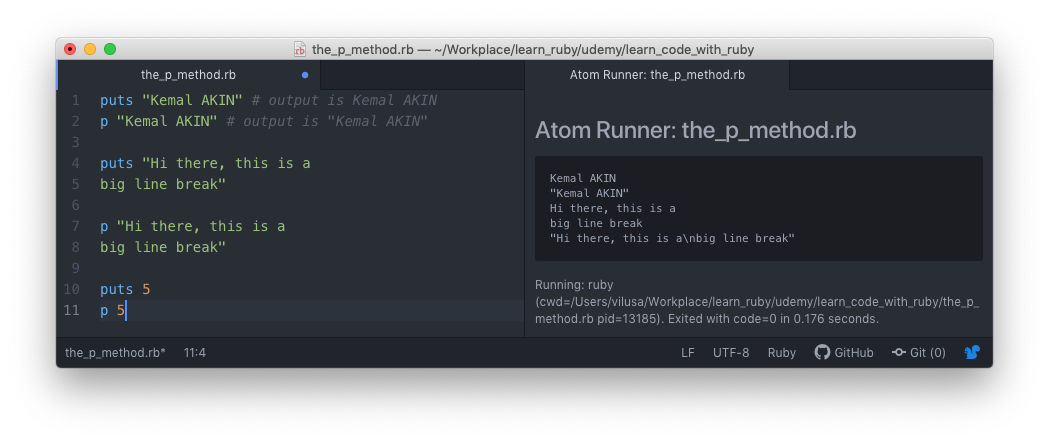 the_p_method.rb — ~/Workplace/learn_ruby/udemy/learn_code_with_ruby
the_p_method.rb
1 puts "Kemal AKIN" # output is Kemal AKIN
2 p "Kemal AKIN" # output is "Kemal AKIN"
3
4 puts "Hi there, this is a
5 big line break"
6
7 p "Hi there, this is a
8 big line break"
9
10 puts 5
11 p 5
Atom Runner: the_p_method.rb
Atom Runner: the_p_method.rb
Kemal AKIN
"Kemal AKIN"
Hi there, this is a
big line break
"Hi there, this is a\nbig line break"
Running: ruby
(cwd=/Users/vilusa/Workplace/learn_ruby/udemy/learn_code_with_ruby/the_p_
method.rb pid=13185). Exited with code=0 in 0.176 seconds.
the_p_method.rb* 11:4 LF UTF-8 Ruby GitHub Git (0)